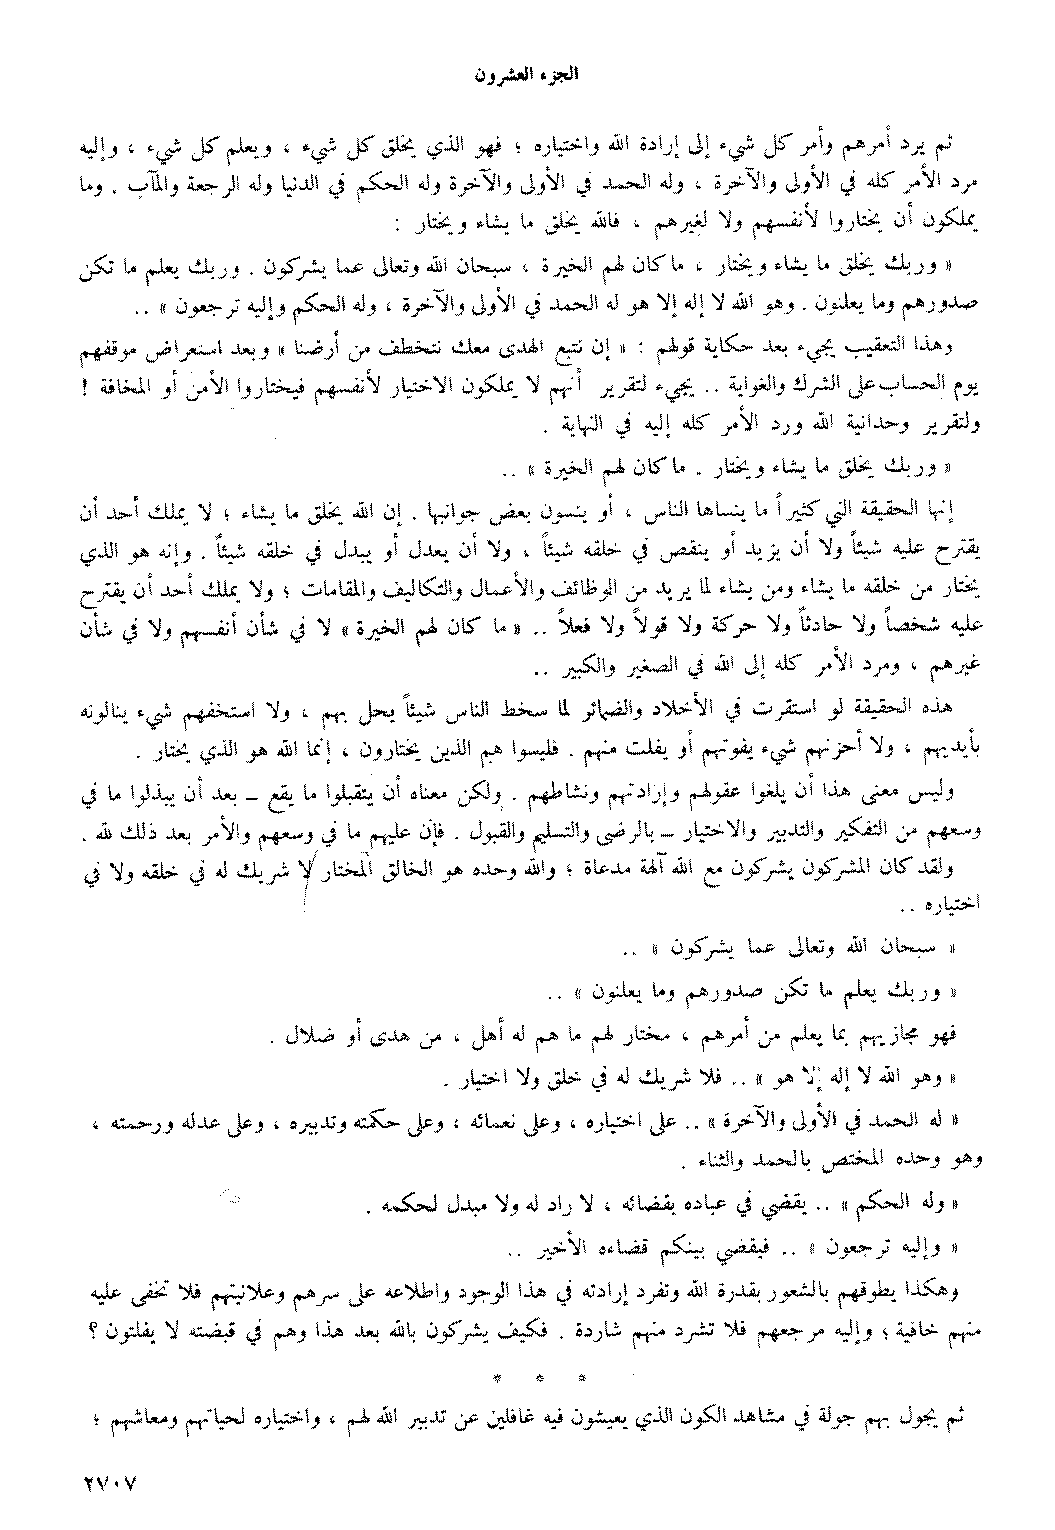 الجزء العشرون
ثم يرد أمرهم وأمر كل شيء إلى إرادة الله واختياره ؛ فهو الذي يخلق كل شيء ، ويعلم كل شيء ، وإليه
مرد الأمر كله في الأولى والآخرة ، وله الحمد في الأولى والآخرة وله الحكم في الدنيا وله الرجعة والمآب . وما
يملكون أن يختاروا لأنفسهم ولا لغيرهم ، فالله يخلق ما يشاء ويختار :
« وربك يخلق ما يشاء ويختار ، ما كان لهم الخيرة ، سبحان الله وتعالى عما يشركون . وربك يعلم ما تكن
صدورهم وما يعلنون . وهو الله لا إله إلا هو له الحمد في الأولى والآخرة ، وله الحكم وإليه ترجعون » ..
وهذا التعقيب يجيء بعد حكاية قولهم : « إن نتبع الهدى معك نتخطف من أرضنا » وبعد استعراض موقفهم
يوم الحساب على الشرك والغواية .. يجيء لتقرير أنهم لا يملكون الاختيار لأنفسهم فيختاروا الأمن أو المخافة !
ولتقرير وحدانية الله ورد الأمر كله إليه في النهاية .
« وربك يخلق ما يشاء ويختار . ما كان لهم الخيرة » ..
إنها الحقيقة التي كثيراً ما ينساها الناس ، أو ينسون بعض جوانبها . إن الله يخلق ما يشاء ؛ لا يملك أحد أن
يقترح عليه شيئاً ولا أن يزيد أو ينقص في خلقه شيئاً ، ولا أن يعدل أو يبدل في خلقه شيئاً . وإنه هو الذي
يختار من خلقه ما يشاء ومن يشاء لما يريد من الوظائف والأعمال والتكاليف والمقامات ؛ ولا يملك أحد أن يقترح
عليه شخصاً ولا حادثاً ولا حركة ولا قولاً ولا فعلاً .. « ما كان لهم الخيرة » لا في شأن أنفسهم ولا في شأن
غيرهم ، ومرد الأمر كله إلى الله في الصغير والكبير ..
هذه الحقيقة لو استقرت في الأخلاد والضمائر لما سخط الناس شيئاً يحل بهم ، ولا استخفهم شيء ينالونه
بأيديهم ، ولا أحزنهم شيء يفوتهم أو يفلت منهم . فليسوا هم الذين يختارون ، إنما الله هو الذي يختار .
وليس معنى هذا أن يلغوا عقولهم وإرادتهم ونشاطهم . ولكن معناه أن يتقبلوا ما يقع – بعد أن يبذلوا ما في
وسعهم من التفكير والتدبير والاختيار – بالرضى والتسليم والقبول . فإن عليهم ما في وسعهم والأمر بعد ذلك لله .
ولقد كان المشركون يشركون مع الله آلهة مدعاة ؛ والله وحده هو الخالق المختار لا شريك له في خلقه ولا في
اختياره ..
« سبحان الله وتعالى عما يشركون » ..
« وربك يعلم ما تكن صدورهم وما يعلنون » ..
فهو مجازيهم بما يعلم من أمرهم ، مختار لهم ما هم له أهل ، من هدى أو ضلال .
« وهو الله لا إله إلا هو » .. فلا شريك له في خلق ولا اختيار .
« له الحمد في الأولى والآخرة » .. على اختياره ، وعلى نعمائه ، وعلى حكمته وتدبيره ، وعلى عدله ورحمته ،
وهو وحده المختص بالحمد والثناء .
« وله الحكم » .. يقضي في عباده بقضائه ، لا راد له ولا مبدل لحكمه .
« وإليه ترجعون » .. فيقضي بينكم قضاءه الأخير ..
وهكذا يطوقهم بالشعور بقدرة الله وتفرد إرادته في هذا الوجود واطلاعه على سرهم وعلانيتهم فلا تخفى عليه
منهم خافية ؛ وإليه مرجعهم فلا تشرد منهم شاردة . فكيف يشركون بالله بعد هذا وهم في قبضته لا يفلتون ؟
* * *
ثم يجول بهم جولة في مشاهد الكون الذي يعيشون فيه غافلين عن تدبير الله لهم ، واختياره لحياتهم ومعاشهم ؛
٢٧٠٧